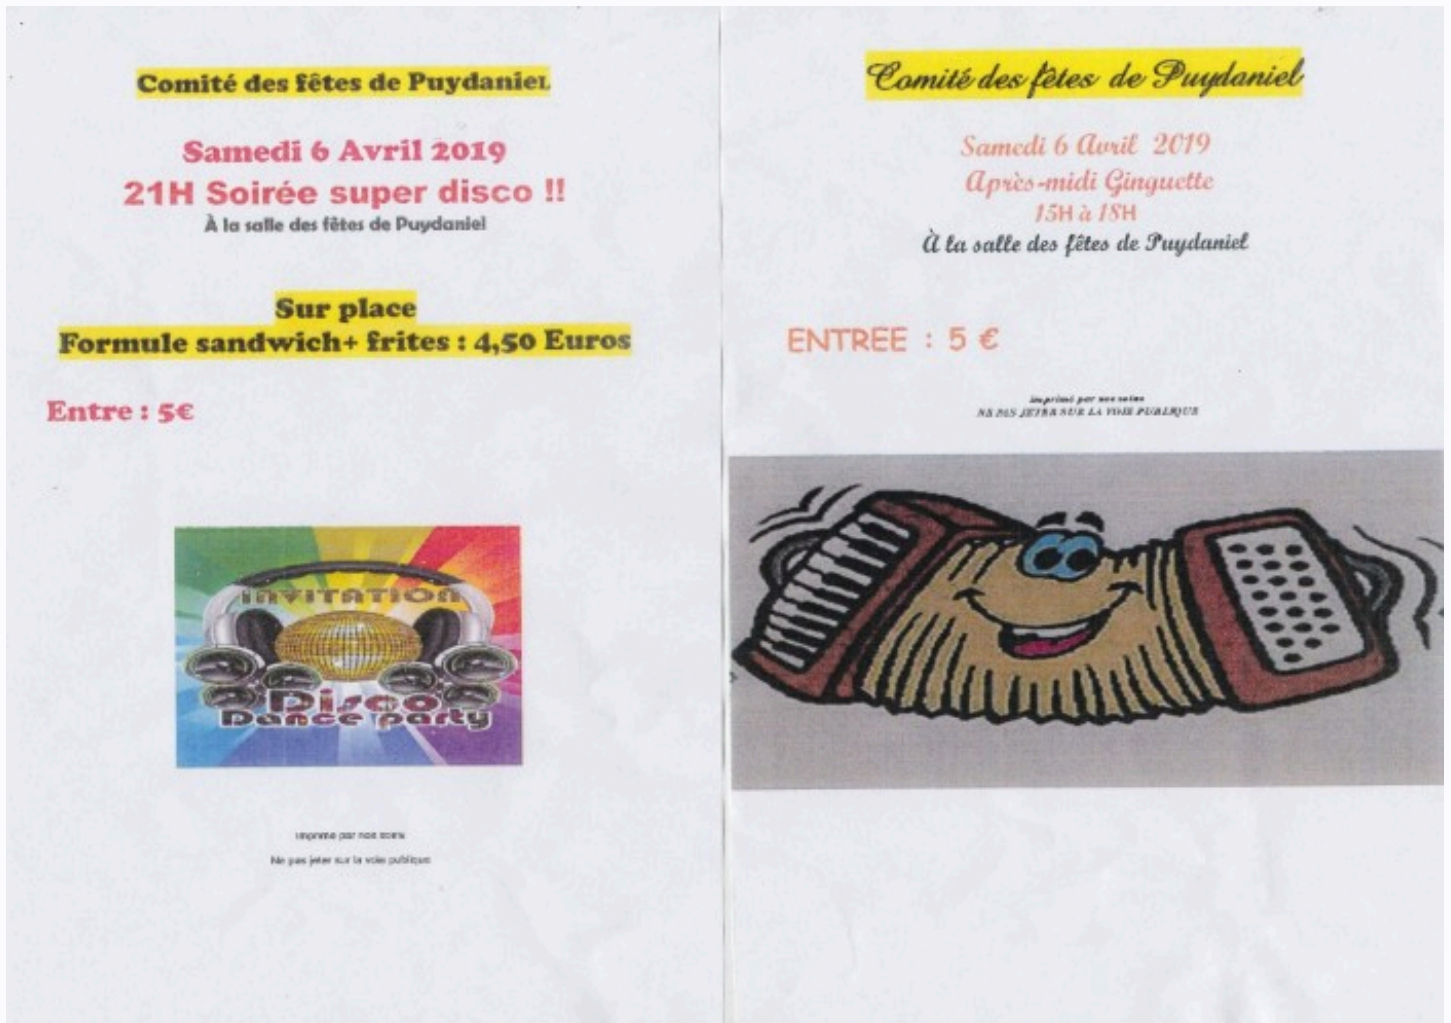 Comité des fêtes de Puydaniel
Samedi 6 Avril 2019
21H Soirée super disco !!
À la salle des fêtes de Puydaniel
Sur place
Formule sandwich+ frites : 4,50 Euros
Entre : 5€
INVITATION
Disco
Dance party
Imprime par nos soins
Ne pas jeter sur la voie publique
Comité des fêtes de Puydaniel
Samedi 6 Avril 2019
Après-midi Ginguette
15H à 18H
À la salle des fêtes de Puydaniel
ENTREE : 5 €
imprimé par nos soins
NE PAS JETER SUR LA VOIE PUBLIQUE